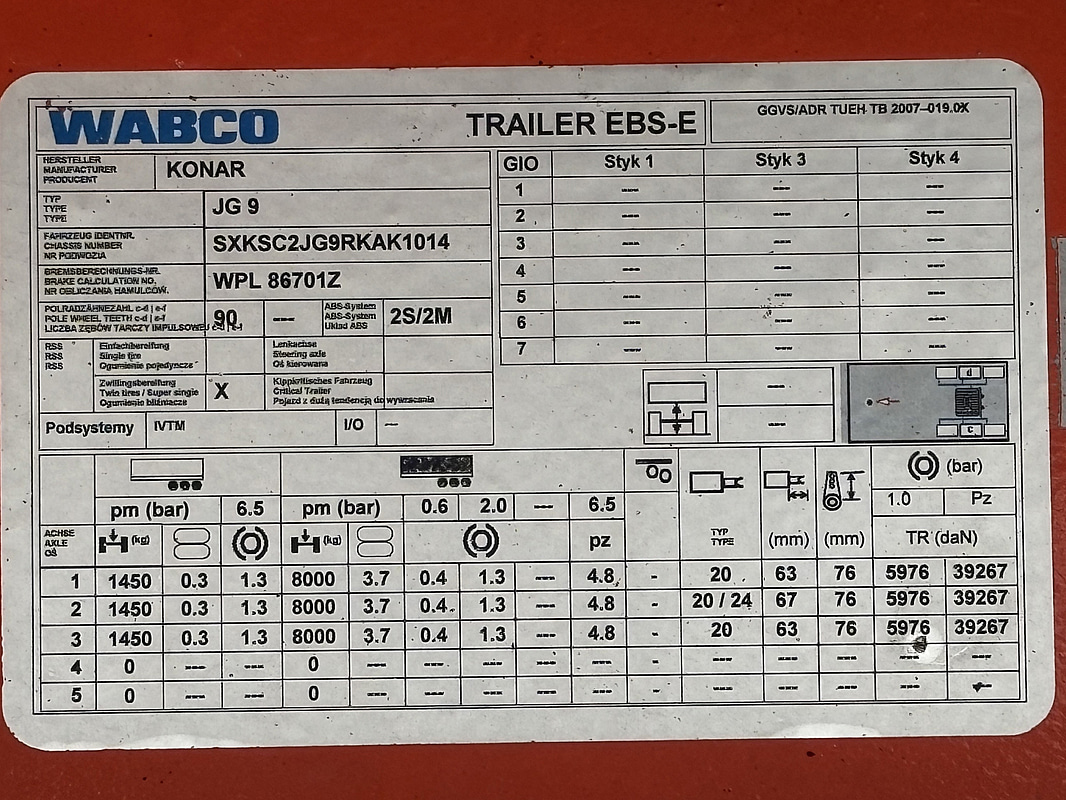 WABCO
TRAILER EBS-E
GGVS/ADR TUEH TB 2007-019.0X
HERSTELLER
MANUFACTURER
PRODUCENT
KONAR
TYP
TYPE
TYPE
JG 9
FAHRZEUG IDENTNR.
CHASSIS NUMBER
NR PODWOZIA
SXKSC2JG9RKAK1014
BREMSBERECHNUNGS-NR.
BRAKE CALCULATION NO.
NR OBLICZANIA HAMULCÓW.
WPL 86701Z
POLRADZÄHNEZAHL c-d | e-f
POLE WHEEL TEETH c-d | e-f
LICZBA ZĘBÓW TARCZY IMPULSOWEJ c-d | e-f
90 ---
ABS-System
ABS-System
Układ ABS
2S/2M
RSS
RSS
RSS
Einfachbereifung
Single tire
Ogumienie pojedyncze
Lenkachse
Steering axle
Oś kierowana
Zwillingsbereifung
Twin tires / Super single
Ogumienie bliźniacze
X
Kippkritisches Fahrzeug
Critical Trailer
Pojazd z dużą tendencją do wywracania
Podsystemy IVTM I/O ---
GIO Styk 1 Styk 3 Styk 4
1 --- --- ---
2 --- --- ---
3 --- --- ---
4 --- --- ---
5 --- --- ---
6 --- --- ---
7 --- --- ---
---
---
d
c
pm (bar) 6.5 pm (bar) 0.6 2.0 --- 6.5
(bar)
1.0 Pz
ACHSE
AXLE
OŚ
(kg) (kg) pz
TYP
TYPE
(mm) (mm) TR (daN)
1 1450 0.3 1.3 8000 3.7 0.4 1.3 --- 4.8 - 20 63 76 5976 39267
2 1450 0.3 1.3 8000 3.7 0.4 1.3 --- 4.8 - 20 / 24 67 76 5976 39267
3 1450 0.3 1.3 8000 3.7 0.4 1.3 --- 4.8 - 20 63 76 5976 39267
4 0 --- --- 0 --- --- --- --- --- - --- --- --- --- ---
5 0 --- --- 0 --- --- --- --- --- - --- --- --- --- ---